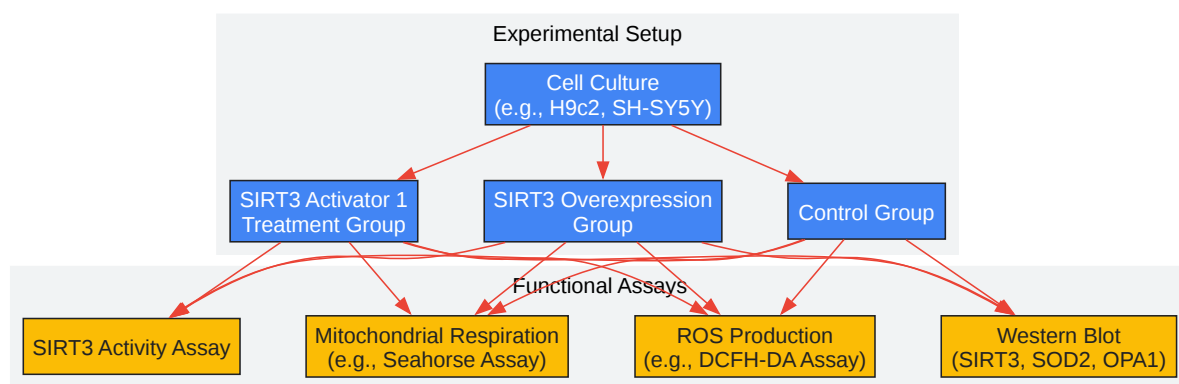 Experimental Setup
Cell Culture
(e.g., H9c2, SH-SY5Y)
SIRT3 Activator 1
Treatment Group
SIRT3 Overexpression
Group
Control Group
Functional Assays
SIRT3 Activity Assay
Mitochondrial Respiration
(e.g., Seahorse Assay)
ROS Production
(e.g., DCFH-DA Assay)
Western Blot
(SIRT3, SOD2, OPA1)